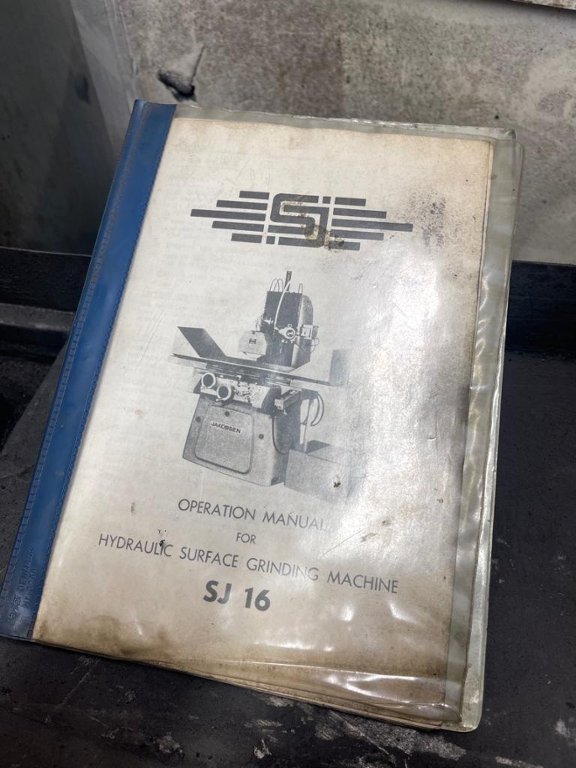 SJ
JAKOBSEN
OPERATION MANUAL
FOR
HYDRAULIC SURFACE GRINDING MACHINE
SJ 16